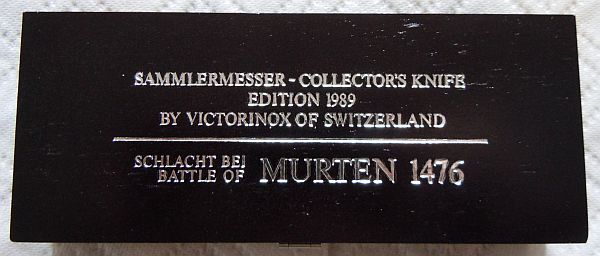 SAMMLERMESSER - COLLECTOR'S KNIFE
EDITION 1989
BY VICTORINOX OF SWITZERLAND
SCHLACHT BEI
BATTLE OF MURTEN 1476